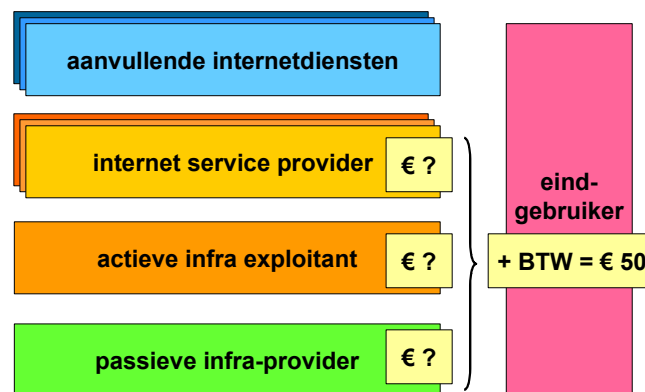 aanvullende internetdiensten
internet service provider
€ ?
actieve infra exploitant
€ ?
passieve infra-provider
€ ?
eind-
gebruiker
+ BTW = € 50